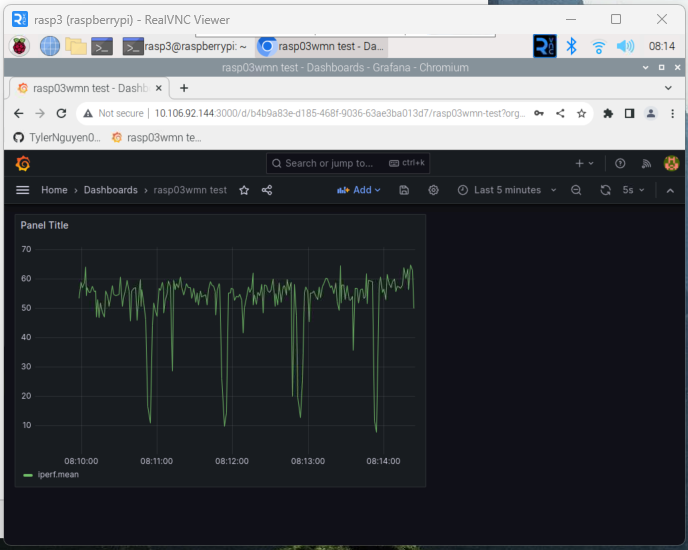 rasp3 (raspberrypi) - RealVNC Viewer
rasp3@raspberrypi: ~
rasp03wmn test - Da...
08:14
rasp03wmn test - Dashboards - Grafana - Chromium
rasp03wmn test - Dashb
Not secure | 10.106.92.144:3000/d/b4b9a83e-d185-468f-9036-63ae3ba013d7/rasp03wmn-test?org...
TylerNguyen0...
rasp03wmn te...
Search or jump to...
ctrl+k
Home > Dashboards > rasp03wmn test
Add
Last 5 minutes
5s
Panel Title
70
60
50
40
30
20
10
08:10:00 08:11:00 08:12:00 08:13:00 08:14:00
iperf.mean